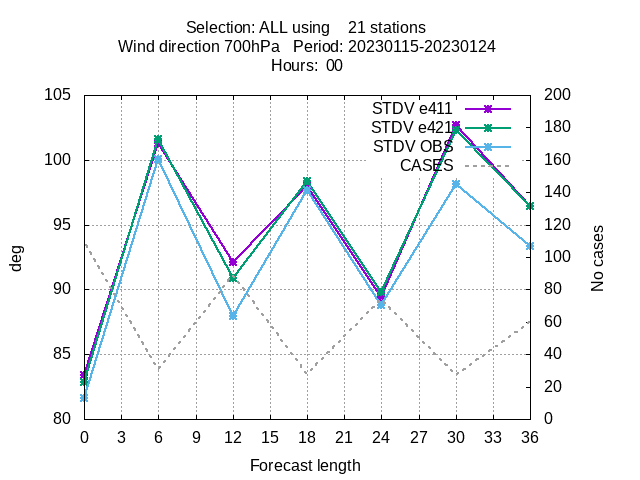 Selection: ALL using    21 stations
Wind direction 700hPa   Period: 20230115-20230124
Hours:  00
105
100
95
90
85
80
200
180
160
140
120
100
80
60
40
20
0
STDV e411
STDV e421
STDV OBS
CASES
deg
No cases
0 3 6 9 12 15 18 21 24 27 30 33 36
Forecast length